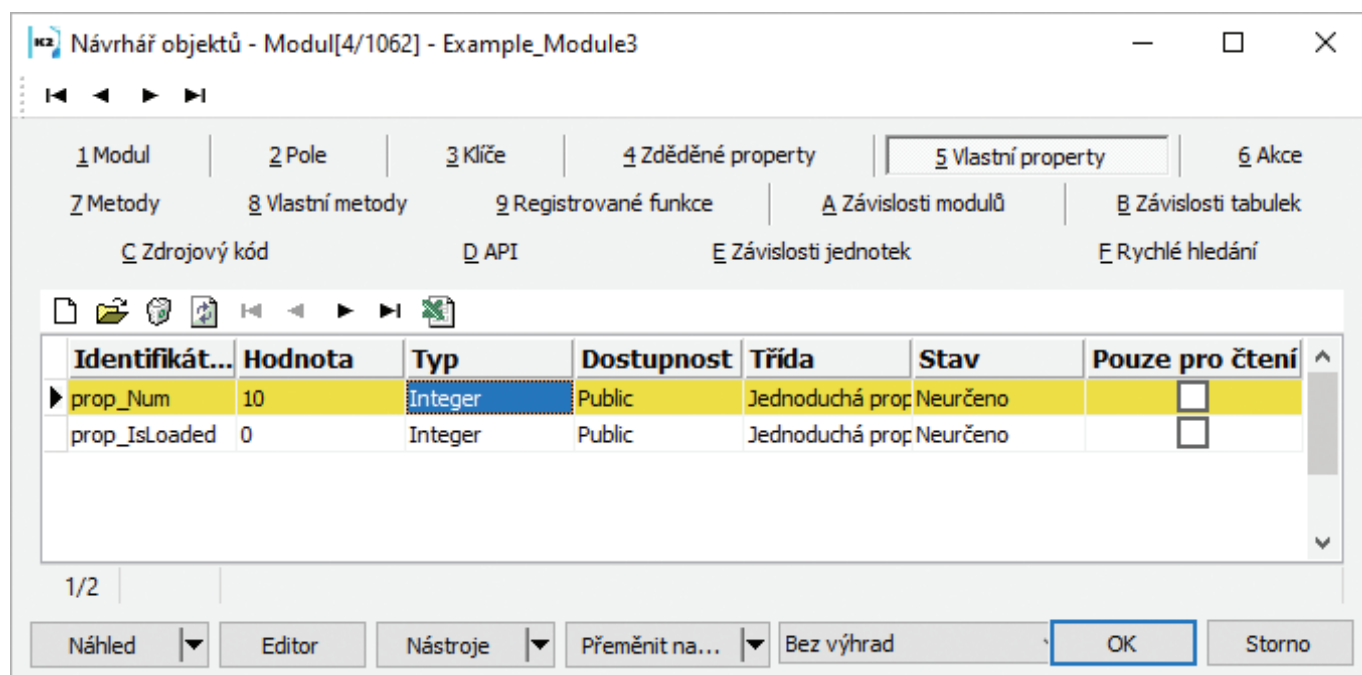 K2 Návrhář objektů - Modul[4/1062] - Example_Module3
1 Modul 2 Pole 3 Klíče 4 Zděděné property 5 Vlastní property 6 Akce
7 Metody 8 Vlastní metody 9 Registrované funkce A Závislosti modulů B Závislosti tabulek
C Zdrojový kód D API E Závislosti jednotek F Rychlé hledání
Identifikát... Hodnota Typ Dostupnost Třída Stav Pouze pro čtení
prop_Num 10 Integer Public Jednoduchá prop Neurčeno
prop_IsLoaded 0 Integer Public Jednoduchá prop Neurčeno
1/2
Náhled Editor Nástroje Přeměnit na... Bez výhrad OK Storno